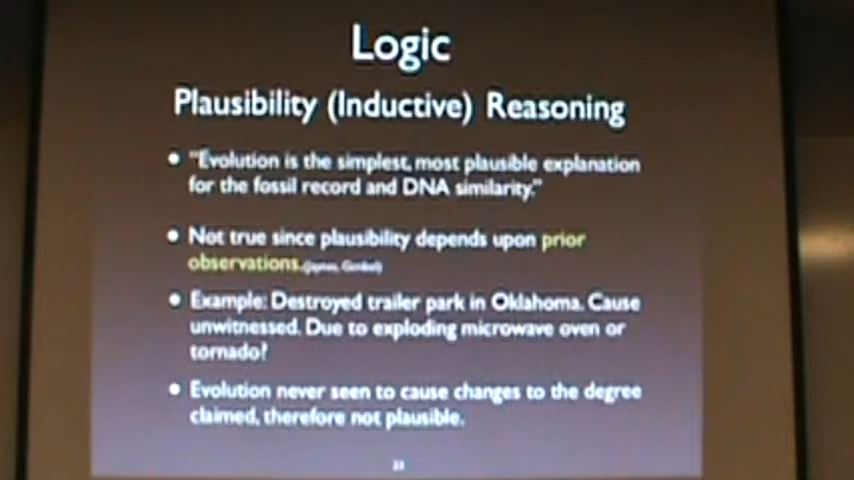 Logic
Plausibility (Inductive) Reasoning
• "Evolution is the simplest, most plausible explanation
for the fossil record and DNA similarity."
• Not true since plausibility depends upon prior
observations.
• Example: Destroyed trailer park in Oklahoma. Cause
unwitnessed. Due to exploding microwave oven or
tornado?
• Evolution never seen to cause changes to the degree
claimed, therefore not plausible.